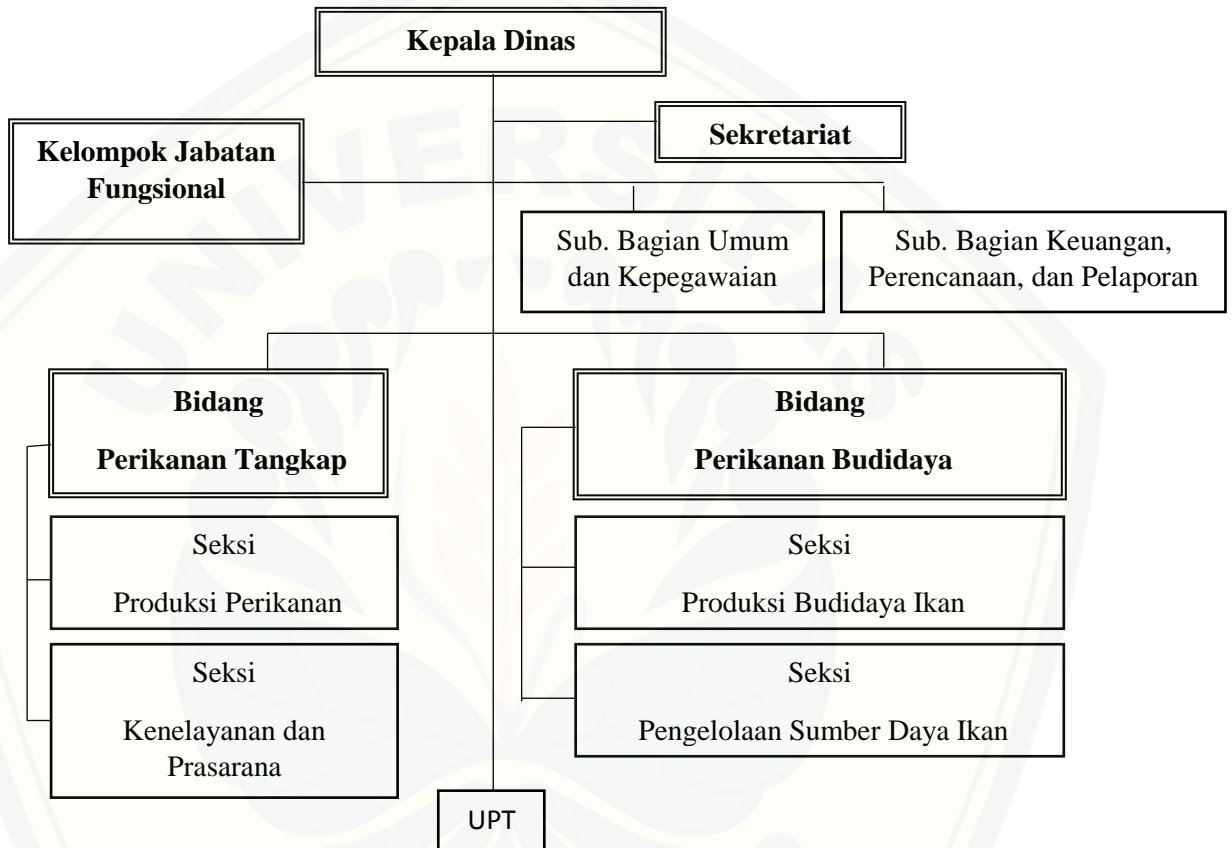 Kepala Dinas
Sekretariat
Kelompok Jabatan
Fungsional
Sub. Bagian Umum
dan Kepegawaian
Sub. Bagian Keuangan,
Perencanaan, dan Pelaporan
Bidang
Perikanan Tangkap
Bidang
Perikanan Budidaya
Seksi
Produksi Perikanan
Seksi
Produksi Budidaya Ikan
Seksi
Kenelayanan dan
Prasarana
Seksi
Pengelolaan Sumber Daya Ikan
UPT
UNIVERSITAS